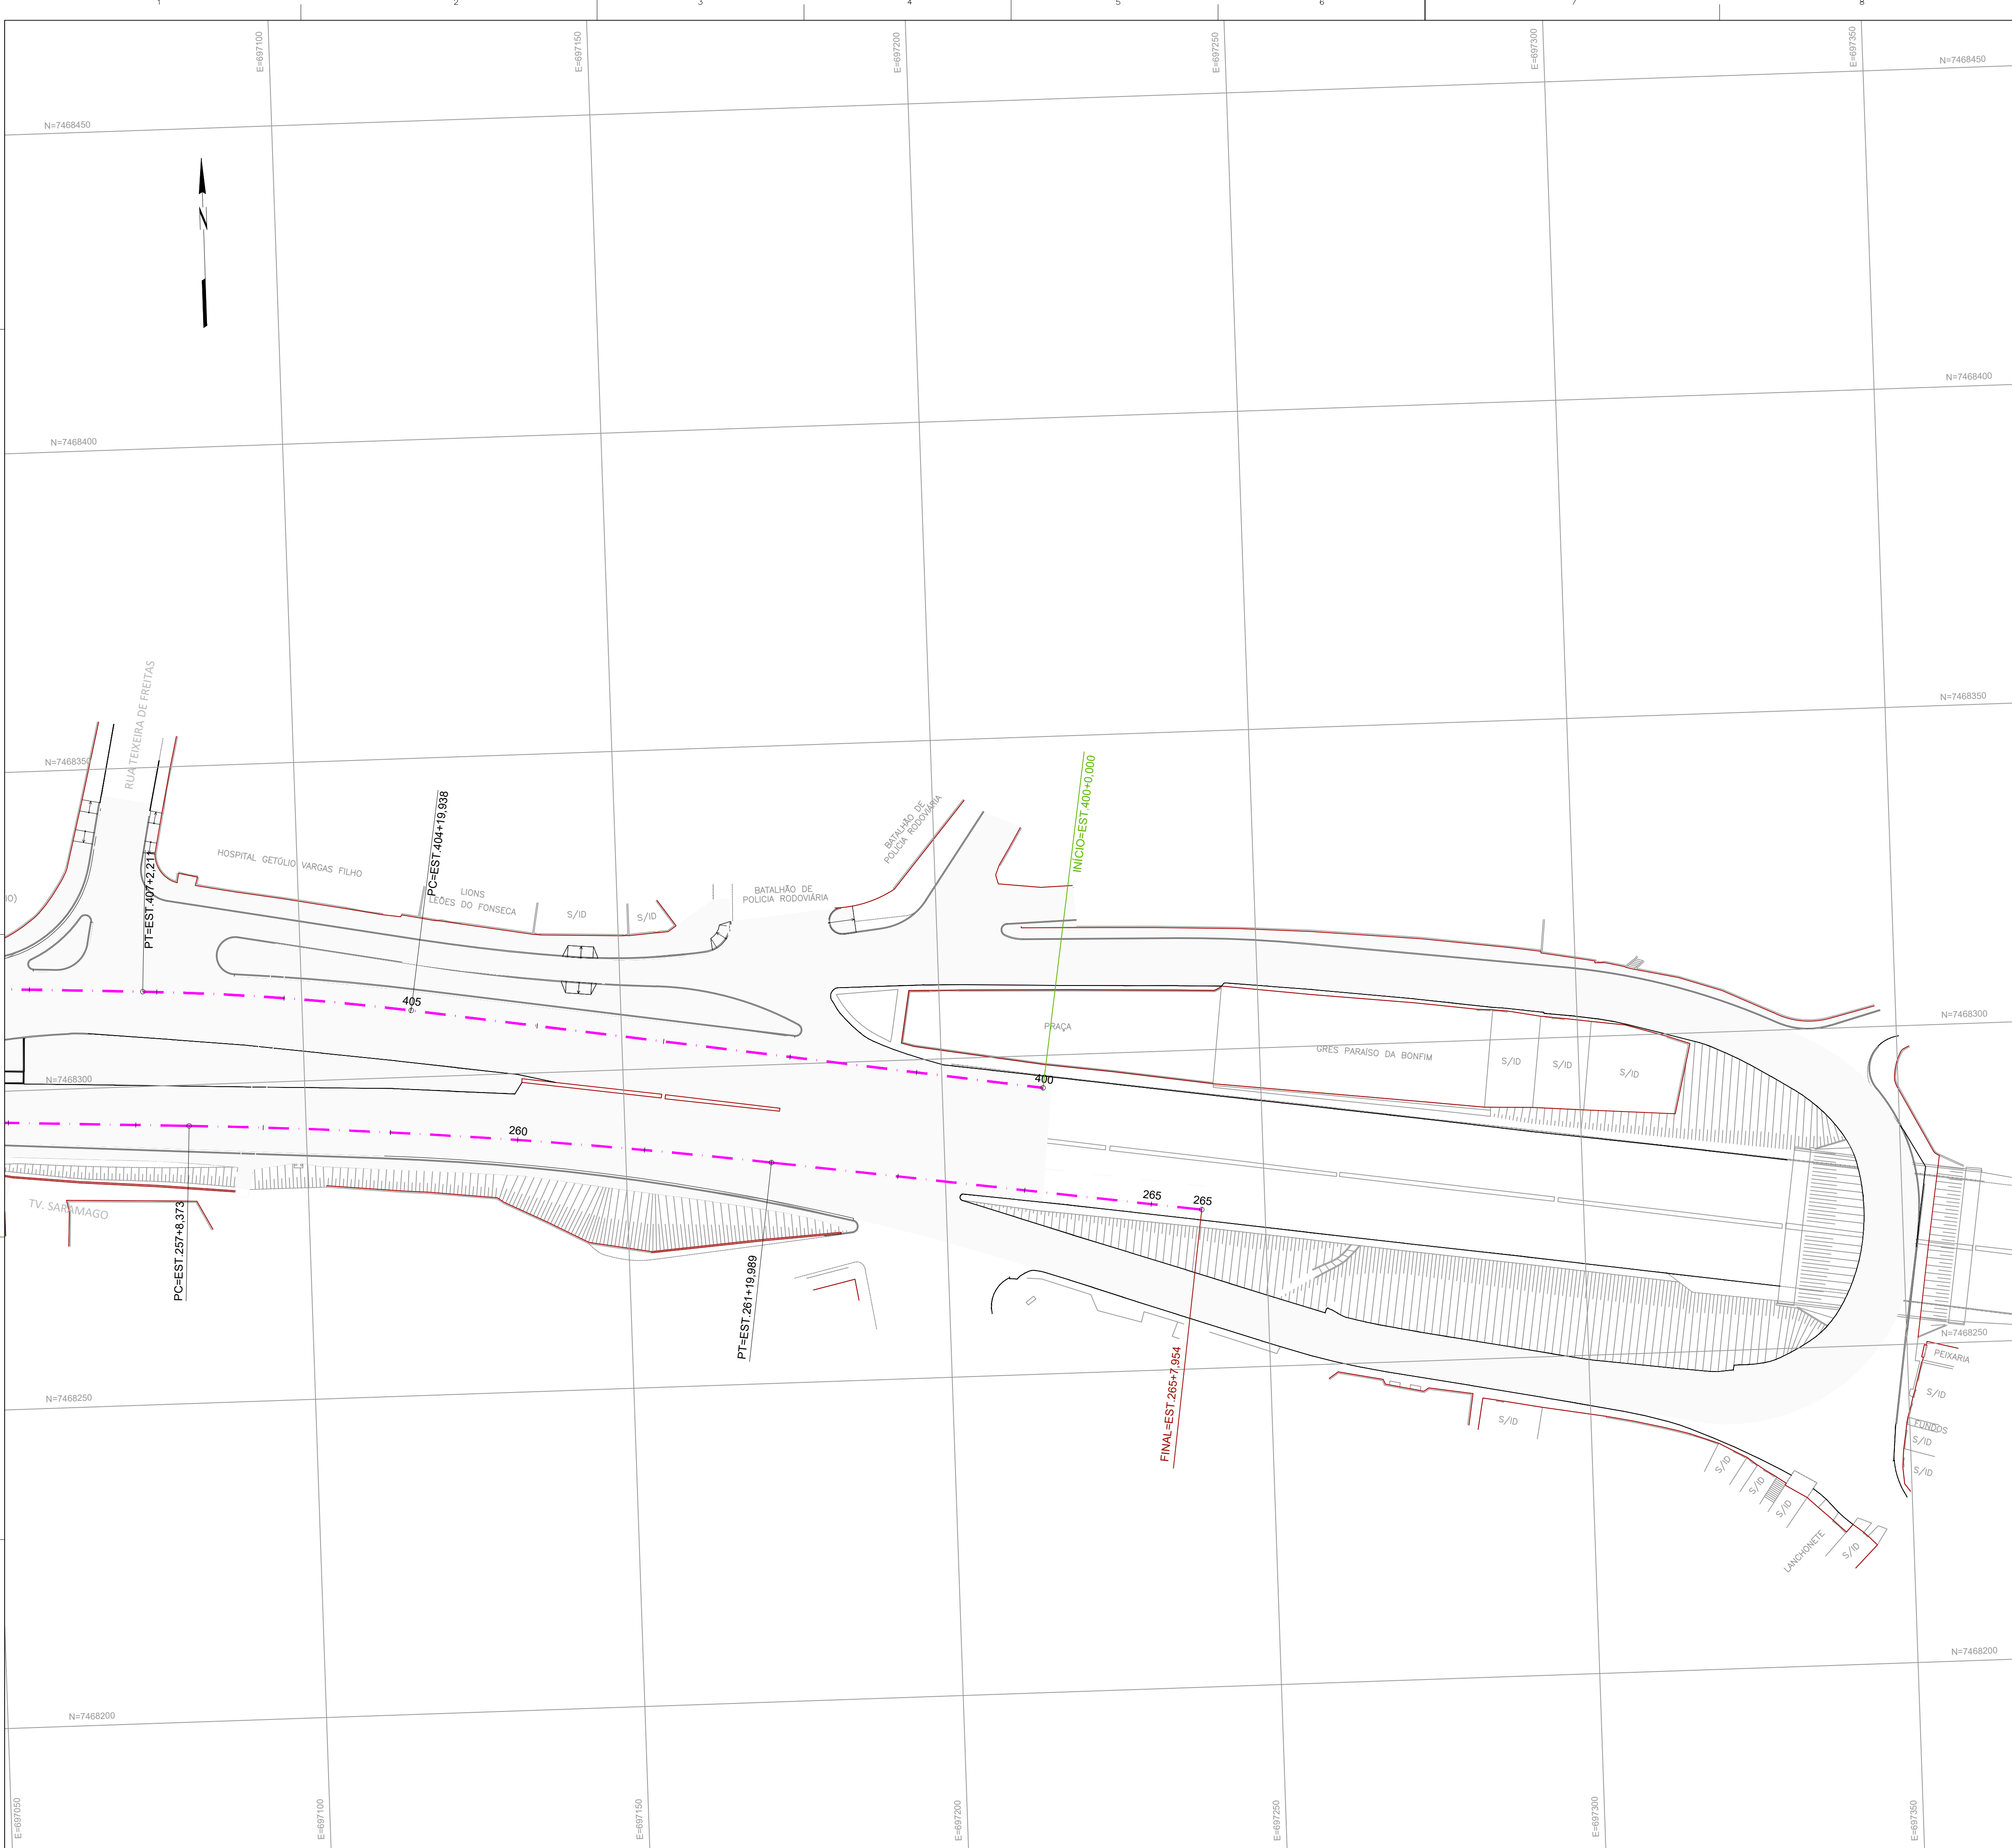 1
2
3
4
5
6
7
8
E=697100
E=697150
E=697200
E=697250
E=697300
E=697350
N=7468450
N=7468450
N
N=7468400
N=7468400
N=7468350
N=7468350
RUA TEIXEIRA DE FREITAS
PC=EST.404+19,938
INÍCIO=EST.400+0,000
BATALHÃO DE
POLICIA RODOVIÁRIA
PT=EST.407+2,211
HOSPITAL GETÚLIO VARGAS FILHO
LIONS
LEÕES DO FONSECA
S/ID
S/ID
BATALHÃO DE
POLICIA RODOVIÁRIA
405
PRAÇA
N=7468300
GRES PARAÍSO DA BONFIM
S/ID
S/ID
S/ID
N=7468300
400
260
265
265
TV. SARAMAGO
PC=EST.257+8,373
PT=EST.261+19,989
FINAL=EST.265+7,954
N=7468250
PEIXARIA
S/ID
FUNDOS
S/ID
S/ID
N=7468250
S/ID
S/ID
S/ID
S/ID
LANCHONETE
S/ID
N=7468200
N=7468200
E=697050
E=697100
E=697150
E=697200
E=697250
E=697300
E=697350